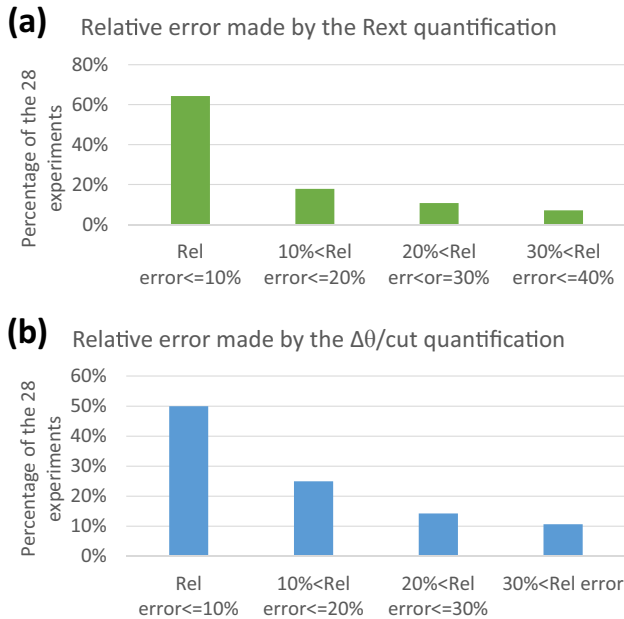 (a) Relative error made by the Rext quantification
Percentage of the 28
experiments
80%
60%
40%
20%
0%
Rel 10%<Rel 20%<Rel 30%<Rel
error<=10% error<=20% err<or=30% error<=40%
(b) Relative error made by the Δθ/cut quantification
Percentage of the 28
experiments
60%
50%
40%
30%
20%
10%
0%
Rel 10%<Rel 20%<Rel 30%<Rel error
error<=10% error<=20% error<=30%